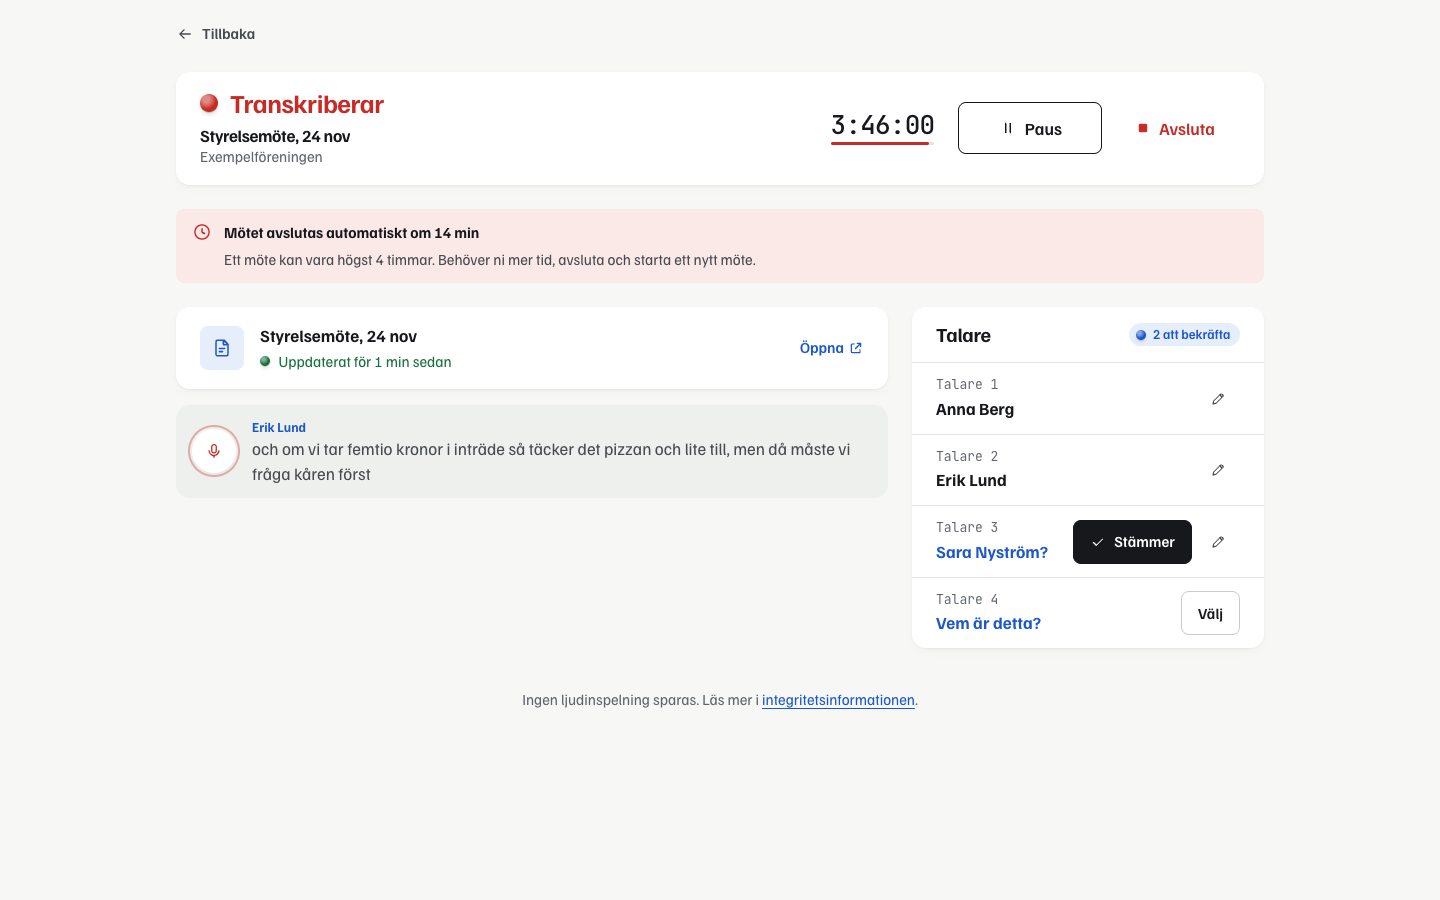 Tillbaka
Transkriberar
Styrelsemöte, 24 nov
Exempelföreningen
3:46:00
Paus
Avsluta
Mötet avslutas automatiskt om 14 min
Ett möte kan vara högst 4 timmar. Behöver ni mer tid, avsluta och starta ett nytt möte.
Styrelsemöte, 24 nov
Uppdaterat för 1 min sedan
Öppna
Erik Lund
och om vi tar femtio kronor i inträde så täcker det pizzan och lite till, men då måste vi
fråga kåren först
Talare
2 att bekräfta
Talare 1
Anna Berg
Talare 2
Erik Lund
Talare 3
Sara Nyström?
Stämmer
Talare 4
Vem är detta?
Välj
Ingen ljudinspelning sparas. Läs mer i integritetsinformationen.